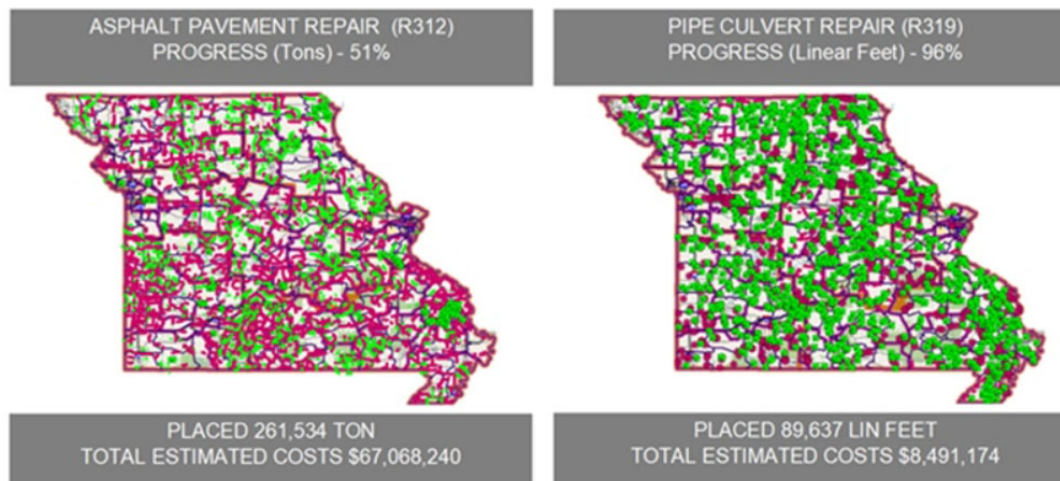 ASPHALT PAVEMENT REPAIR (R312)
PROGRESS (Tons) - 51%
PLACED 261,534 TON
TOTAL ESTIMATED COSTS $67,068,240
PIPE CULVERT REPAIR (R319)
PROGRESS (Linear Feet) - 96%
PLACED 89,637 LIN FEET
TOTAL ESTIMATED COSTS $8,491,174